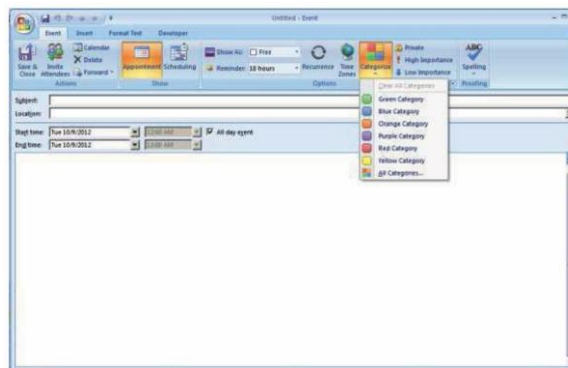 Untitled - Event
Event Insert Format Text Developer
Save & Close
Invite Attendees
Calendar
Delete
Forward
Actions
Appointment
Scheduling
Show
Show As: Free
Reminder: 18 hours
Recurrence
Time Zones
Categorize
Options
Private
High Importance
Low Importance
ABC
Spelling
Proofing
Clear All Categories
Green Category
Blue Category
Orange Category
Purple Category
Red Category
Yellow Category
All Categories...
Subject:
Location:
Start time: Tue 10/9/2012 12:00 AM All day event
End time: Tue 10/9/2012 12:00 AM